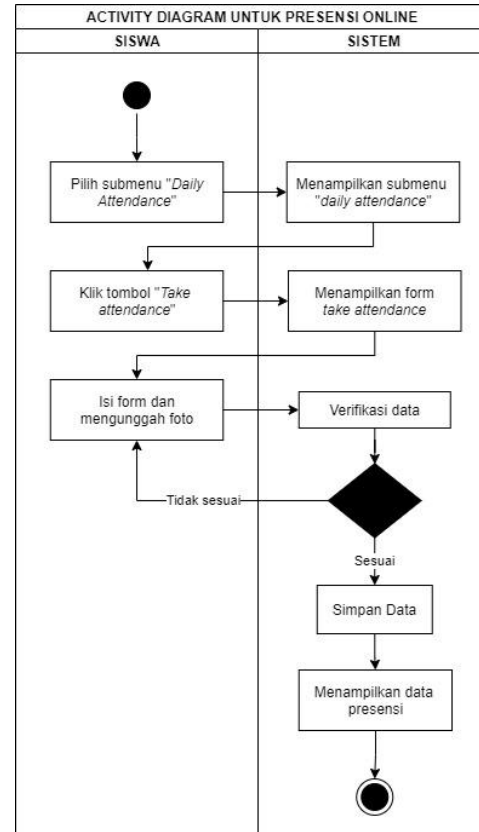 ACTIVITY DIAGRAM UNTUK PRESENSI ONLINE
SISWA
SISTEM
Pilih submenu "Daily
Attendance"
Menampilkan submenu
"daily attendance"
Klik tombol "Take
attendance"
Menampilkan form
take attendance
Isi form dan
mengunggah foto
Verifikasi data
Tidak sesuai
Sesuai
Simpan Data
Menampilkan data
presensi